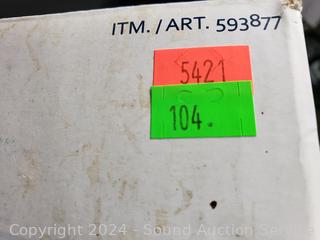 ITM. / ART. 593877
5421
104.
Copyright 2024 - Sound Auction Service